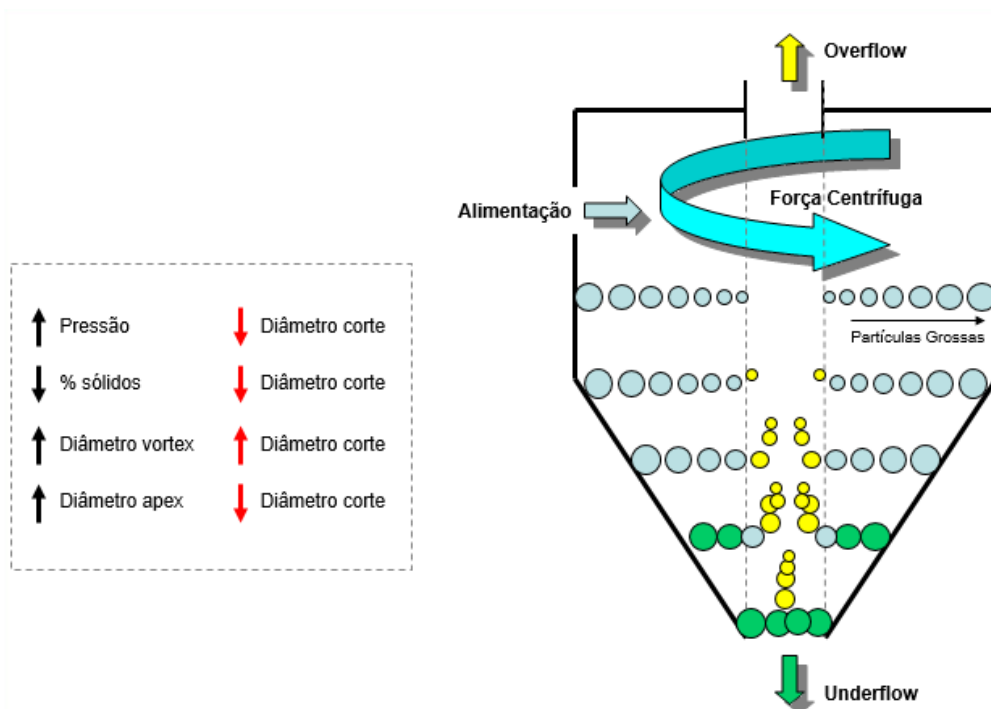 Overflow
Alimentação
Força Centrífuga
Partículas Grossas
Pressão Diâmetro corte
% sólidos Diâmetro corte
Diâmetro vortex Diâmetro corte
Diâmetro apex Diâmetro corte
Underflow